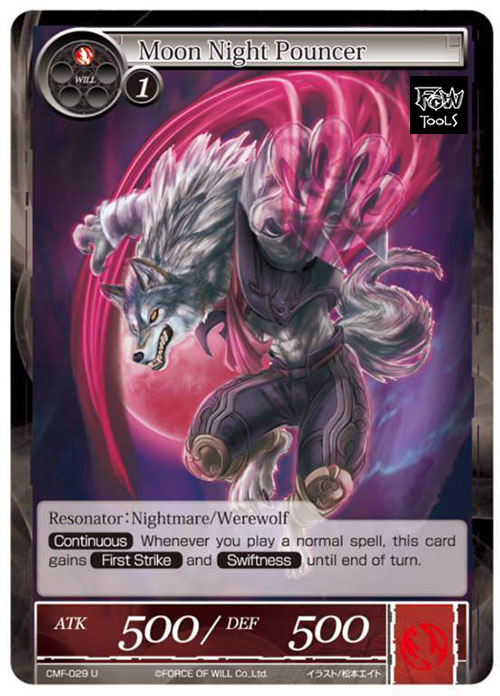 Moon Night Pouncer
WILL
1
FOW
TOOLS
Resonator:Nightmare/Werewolf
Continuous Whenever you play a normal spell, this card
gains First Strike and Swiftness until end of turn.
ATK 500/ DEF 500
CMF-029 U ©FORCE OF WILL Co.,Ltd. イラスト/松本エイト